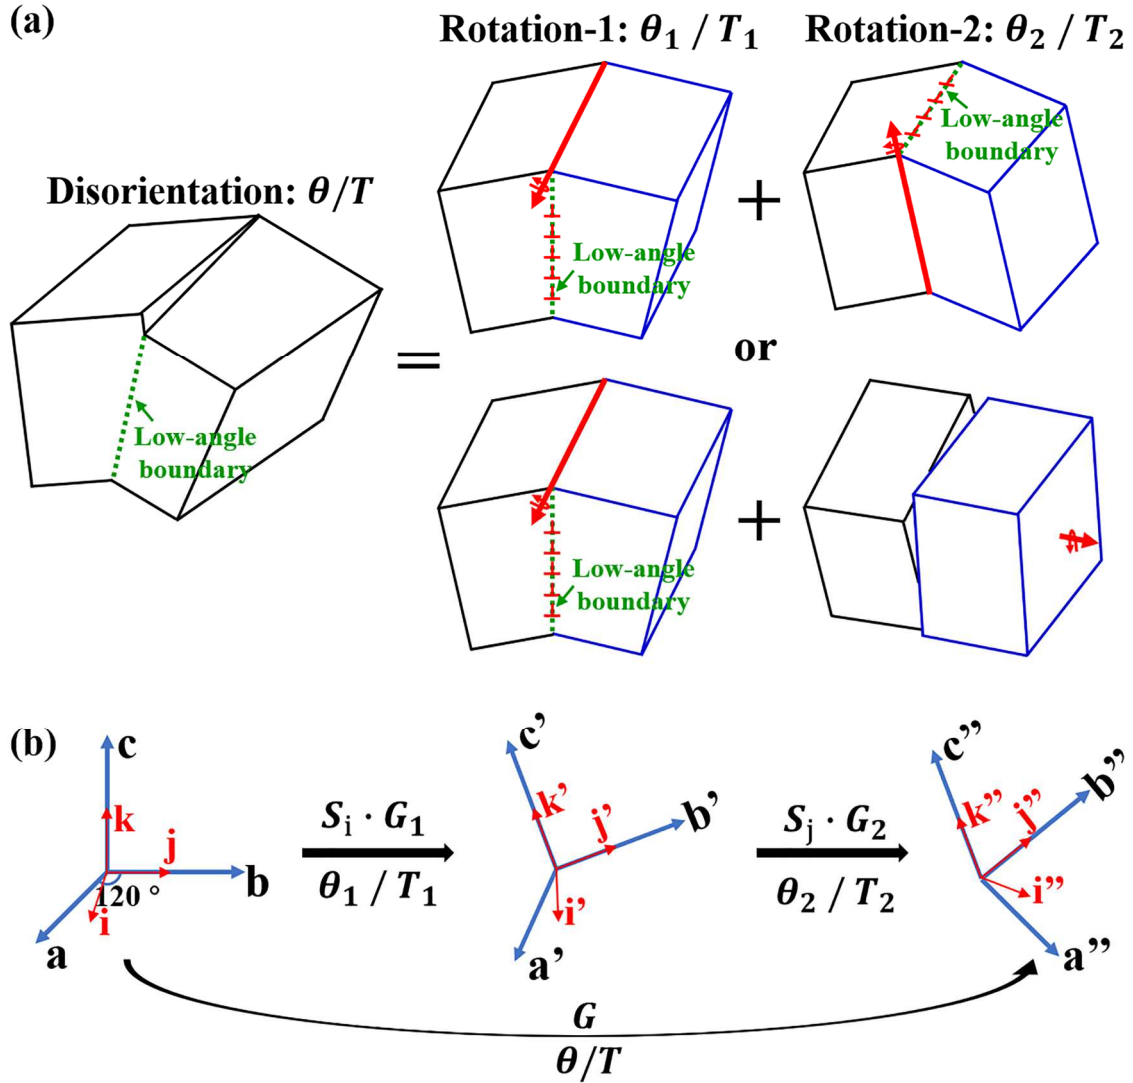 (a)
Rotation-1: θ₁ / T₁
Rotation-2: θ₂ / T₂
Disorientation: θ/T
Low-angle
boundary
Low-angle
boundary
Low-angle
boundary
=
+
or
Low-angle
boundary
+
(b)
c
k
j
b
120 °
i
a
Sᵢ · G₁
θ₁ / T₁
c’
k’
j’
b’
i’
a’
Sⱼ · G₂
θ₂ / T₂
c”
k”
j”
b”
i”
a”
G
θ/T